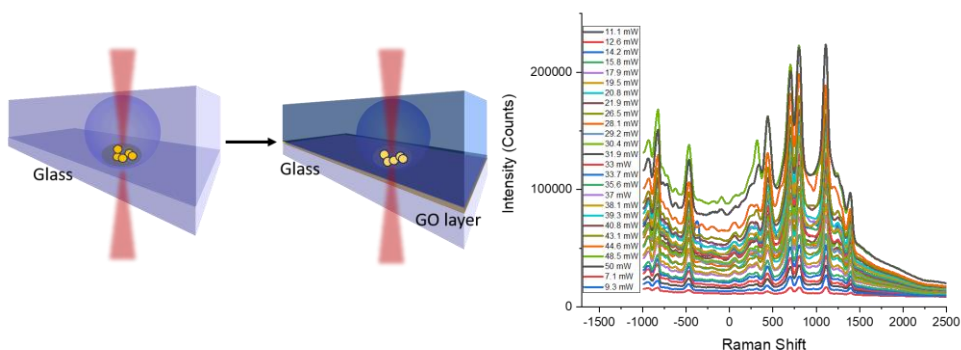 Glass
Glass
GO layer
Intensity (Counts)
200000
100000
0
11.1 mW
12.6 mW
14.2 mW
15.8 mW
17.9 mW
19.5 mW
20.8 mW
21.9 mW
26.5 mW
28.1 mW
29.2 mW
30.4 mW
31.9 mW
33 mW
33.7 mW
35.6 mW
37 mW
38.1 mW
39.3 mW
40.8 mW
43.1 mW
44.6 mW
48.5 mW
50 mW
7.1 mW
9.3 mW
-1500 -1000 -500 0 500 1000 1500 2000 2500
Raman Shift